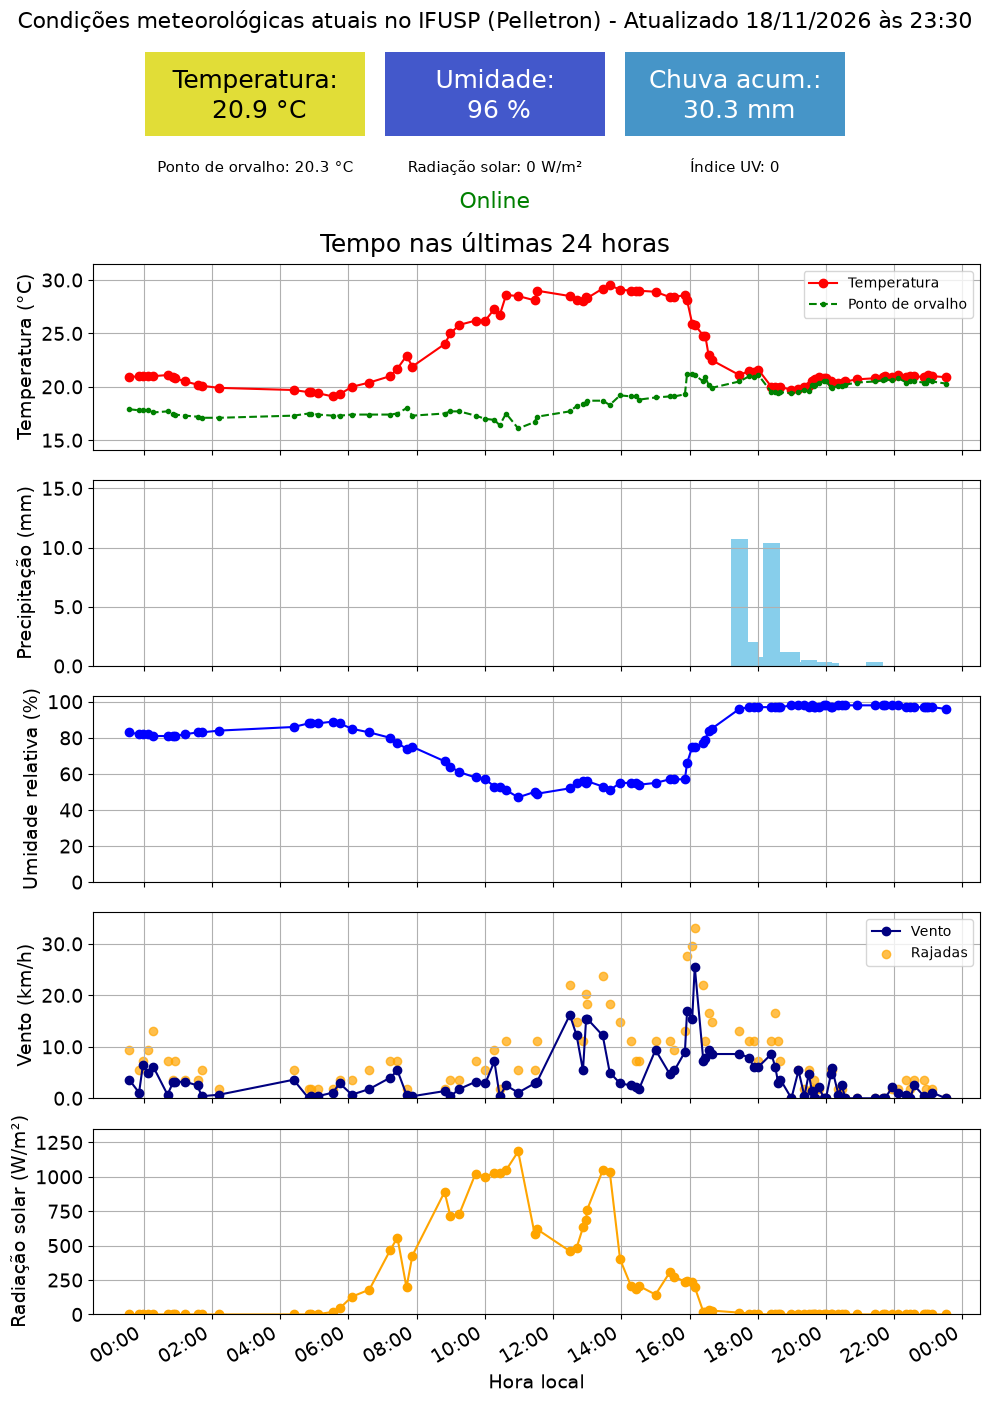 Condições meteorológicas atuais no IFUSP (Pelletron) - Atualizado 18/11/2026 às 23:30
Temperatura:
20.9 °C
Umidade:
96 %
Chuva acum.:
30.3 mm
Ponto de orvalho: 20.3 °C
Radiação solar: 0 W/m²
Índice UV: 0
Online
Tempo nas últimas 24 horas
Temperatura (°C)
30.0
25.0
20.0
15.0
Temperatura
Ponto de orvalho
Precipitação (mm)
15.0
10.0
5.0
0.0
Umidade relativa (%)
100
80
60
40
20
0
Vento (km/h)
30.0
20.0
10.0
0.0
Vento
Rajadas
Radiação solar (W/m²)
1250
1000
750
500
250
0
00:00
02:00
04:00
06:00
08:00
10:00
12:00
14:00
16:00
18:00
20:00
22:00
00:00
Hora local